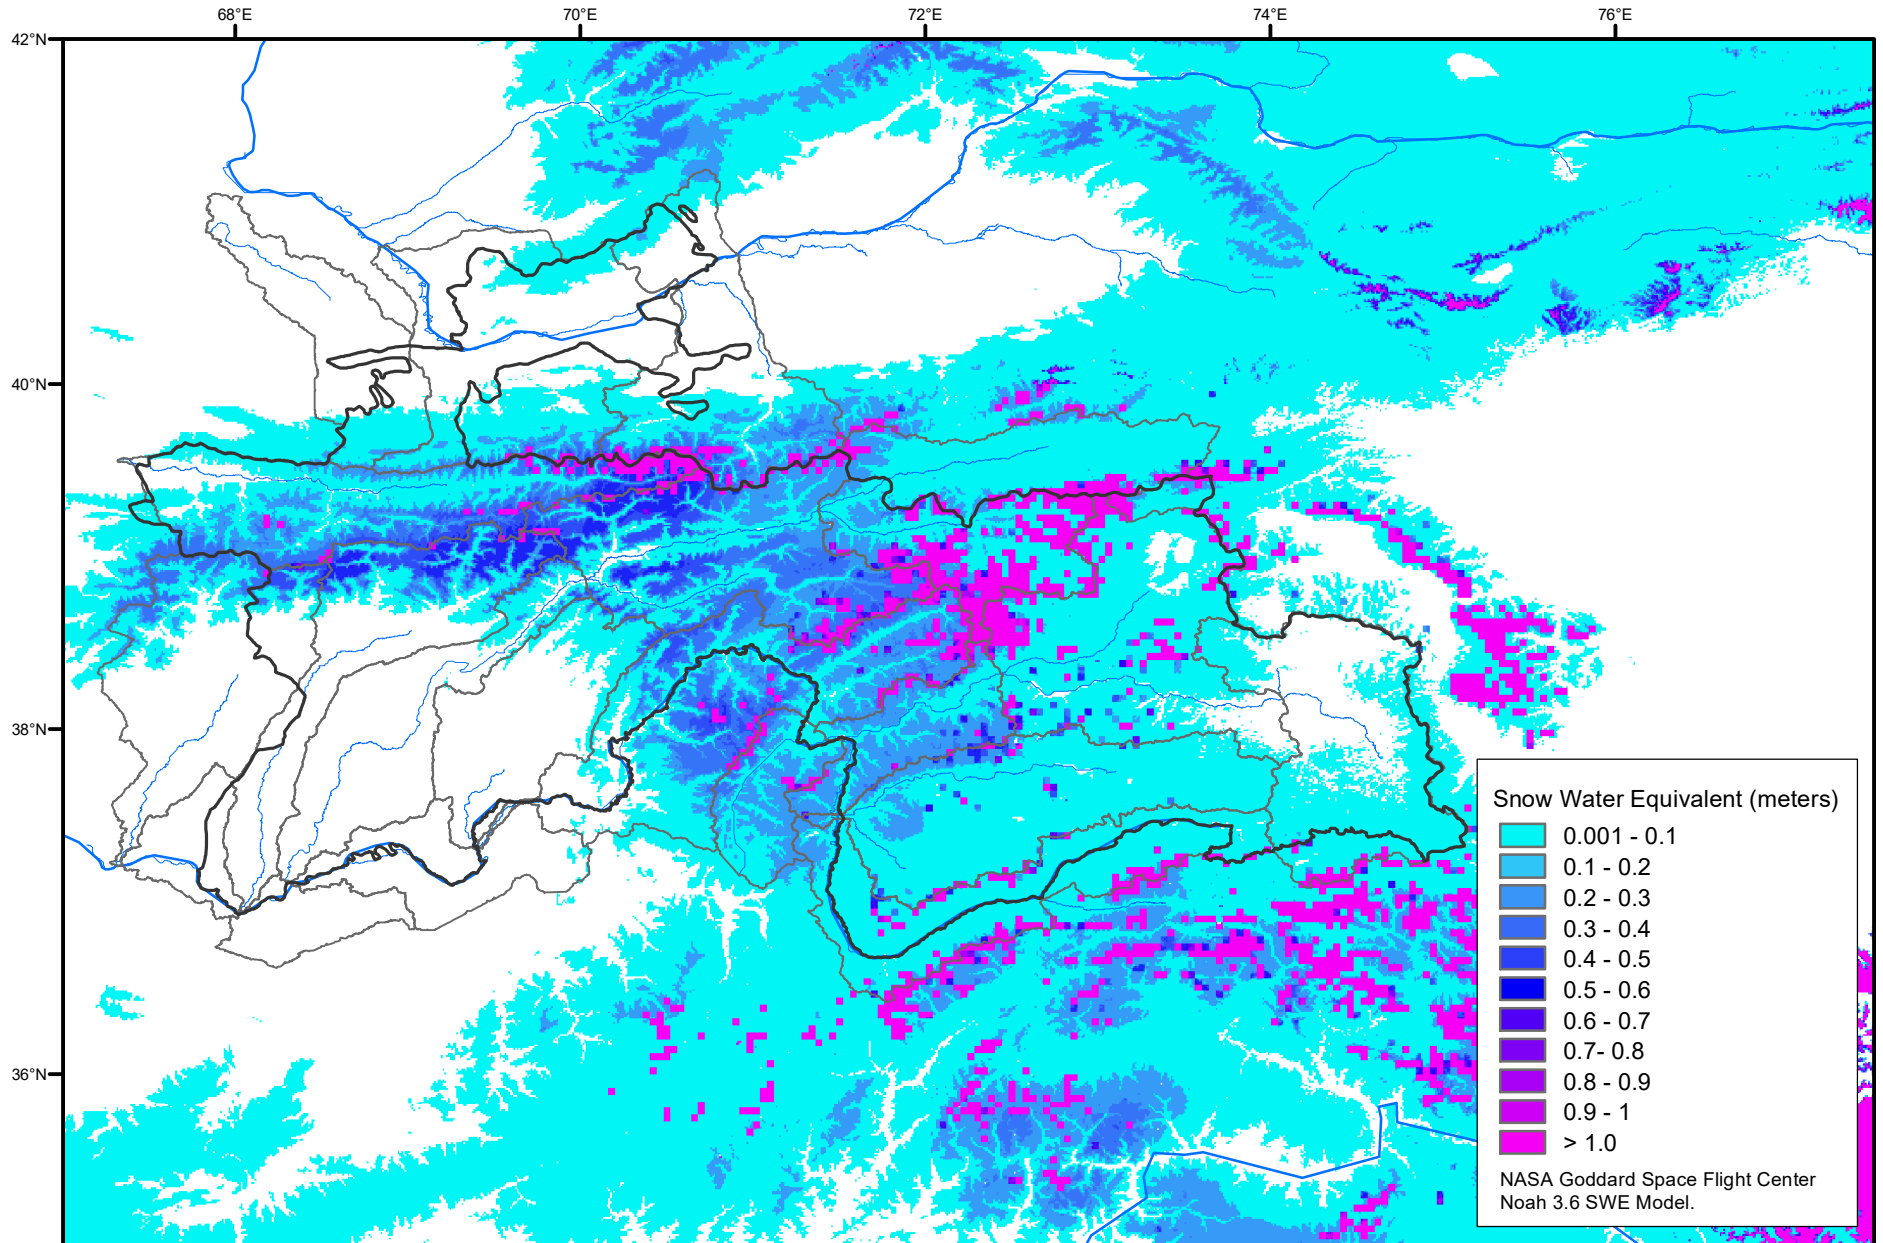 68°E 70°E 72°E 74°E 76°E
42°N
40°N
38°N
36°N
Snow Water Equivalent (meters)
0.001 - 0.1
0.1 - 0.2
0.2 - 0.3
0.3 - 0.4
0.4 - 0.5
0.5 - 0.6
0.6 - 0.7
0.7- 0.8
0.8 - 0.9
0.9 - 1
> 1.0
NASA Goddard Space Flight Center
Noah 3.6 SWE Model.